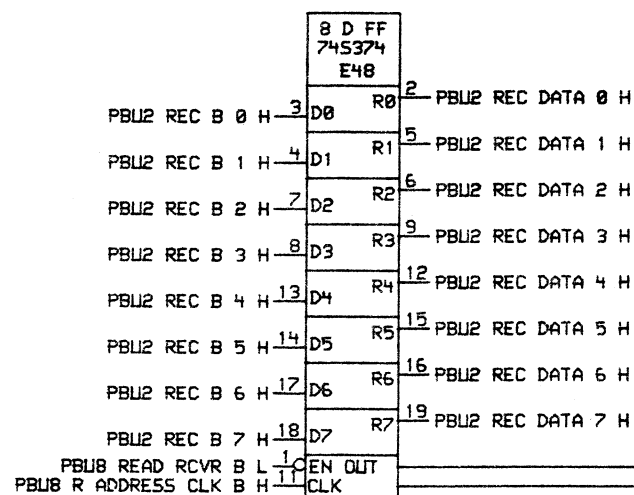 8 D FF
74S374
E48
PBU2 REC B 0 H 3 D0 R0 2 PBU2 REC DATA 0 H
PBU2 REC B 1 H 4 D1 R1 5 PBU2 REC DATA 1 H
PBU2 REC B 2 H 7 D2 R2 6 PBU2 REC DATA 2 H
PBU2 REC B 3 H 8 D3 R3 9 PBU2 REC DATA 3 H
PBU2 REC B 4 H 13 D4 R4 12 PBU2 REC DATA 4 H
PBU2 REC B 5 H 14 D5 R5 15 PBU2 REC DATA 5 H
PBU2 REC B 6 H 17 D6 R6 16 PBU2 REC DATA 6 H
PBU2 REC B 7 H 18 D7 R7 19 PBU2 REC DATA 7 H
PBU8 READ RCVR B L 1 EN OUT
PBU8 R ADDRESS CLK B H 11 CLK